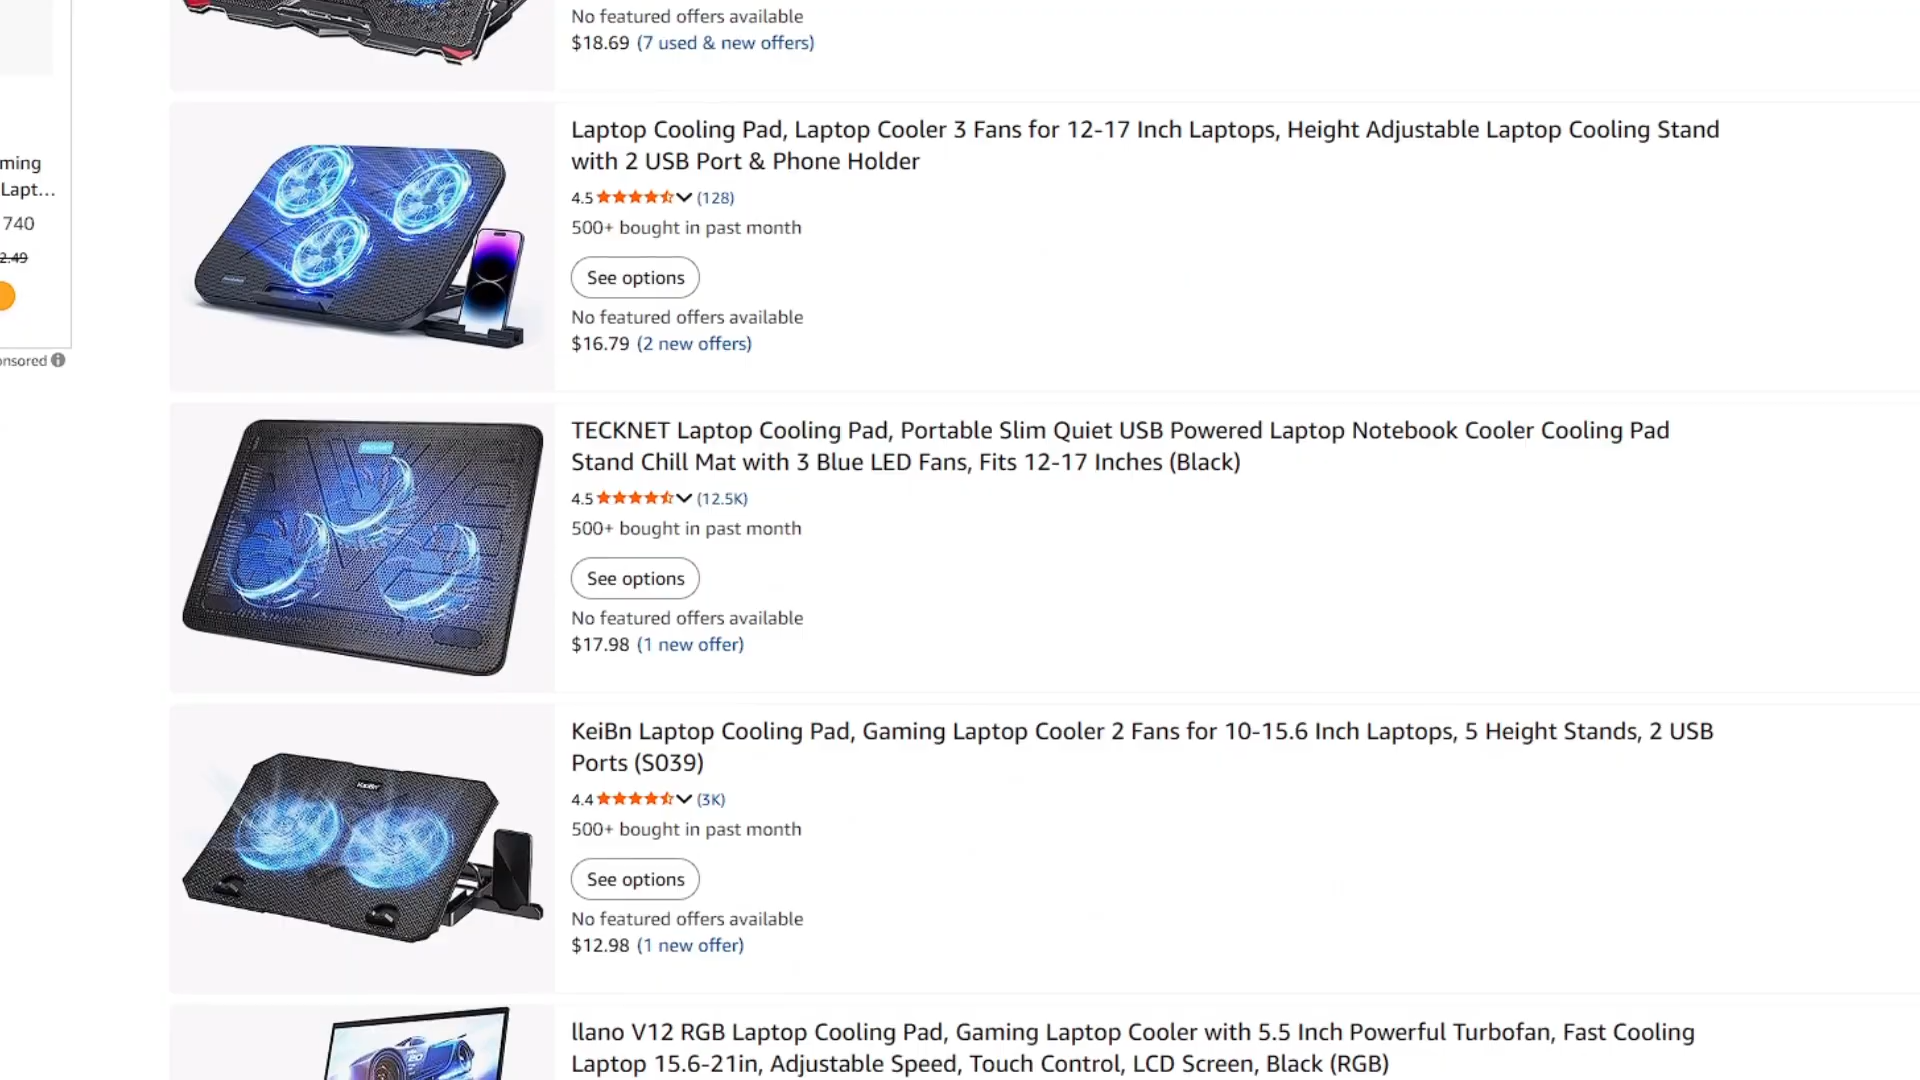 No featured offers available
$18.69 (7 used & new offers)
ming
Lapt...
740
2.49
onsored
Laptop Cooling Pad, Laptop Cooler 3 Fans for 12-17 Inch Laptops, Height Adjustable Laptop Cooling Stand
with 2 USB Port & Phone Holder
4.5 (128)
500+ bought in past month
See options
No featured offers available
$16.79 (2 new offers)
TECKNET
TECKNET Laptop Cooling Pad, Portable Slim Quiet USB Powered Laptop Notebook Cooler Cooling Pad
Stand Chill Mat with 3 Blue LED Fans, Fits 12-17 Inches (Black)
4.5 (12.5K)
500+ bought in past month
See options
No featured offers available
$17.98 (1 new offer)
KeiBn
KeiBn Laptop Cooling Pad, Gaming Laptop Cooler 2 Fans for 10-15.6 Inch Laptops, 5 Height Stands, 2 USB
Ports (S039)
4.4 (3K)
500+ bought in past month
See options
No featured offers available
$12.98 (1 new offer)
llano V12 RGB Laptop Cooling Pad, Gaming Laptop Cooler with 5.5 Inch Powerful Turbofan, Fast Cooling
Laptop 15.6-21in, Adjustable Speed, Touch Control, LCD Screen, Black (RGB)